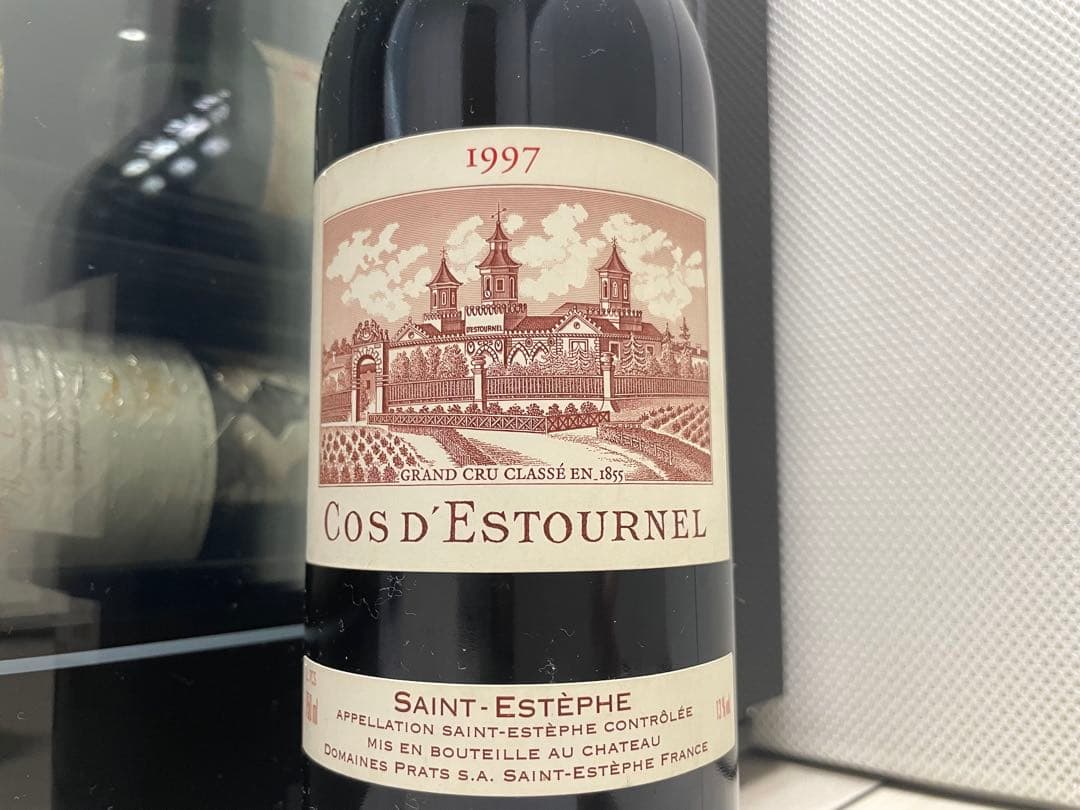 1997
D'ESTOURNEL
GRAND CRU CLASSÉ EN 1855
COS D'ESTOURNEL
SAINT-ESTÈPHE
APPELLATION SAINT-ESTÈPHE CONTRÔLÉE
MIS EN BOUTEILLE AU CHATEAU
DOMAINES PRATS S.A. SAINT-ESTÈPHE FRANCE